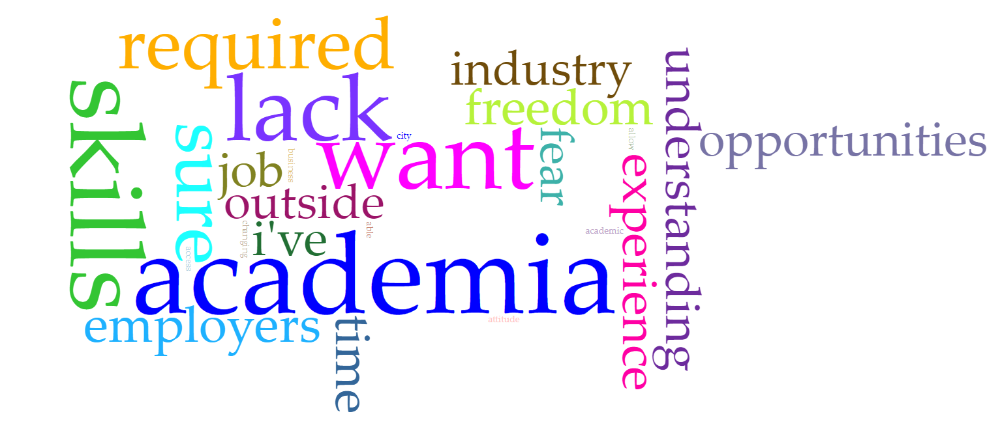 required
industry
understanding
skills
lack
freedom
opportunities
sure
want
city
fear
allow
job
business
experience
outside
i've
changing
able
academic
access
academia
employers
time
attitude